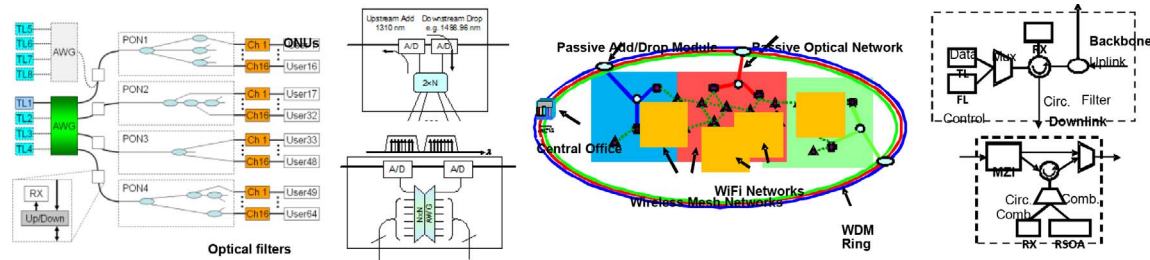 TL5
TL6
TL7
TL8
AWG
TL1
TL2
TL3
TL4
AWG
RX
Up/Down
PON1
PON2
PON3
PON4
ONUs
Ch 1
Ch16
User16
Ch 1
User17
Ch16
User32
Ch 1
User33
Ch16
User48
Ch 1
User49
Ch16
User64
Optical filters
Upstream Add
1310 nm
Downstream Drop
A/D
A/D
2×N
λ
A/D
A/D
N×N
AWG
Passive Add/Drop Module
Passive Optical Network
Central Office
WiFi Networks
Wireless Mesh Networks
WDM
Ring
Data
TL
FL
Control
Mux
RX
Backbone
Uplink
Circ.
Filter
Downlink
MZI
Circ.
Comb.
Comb.
RX
RSOA